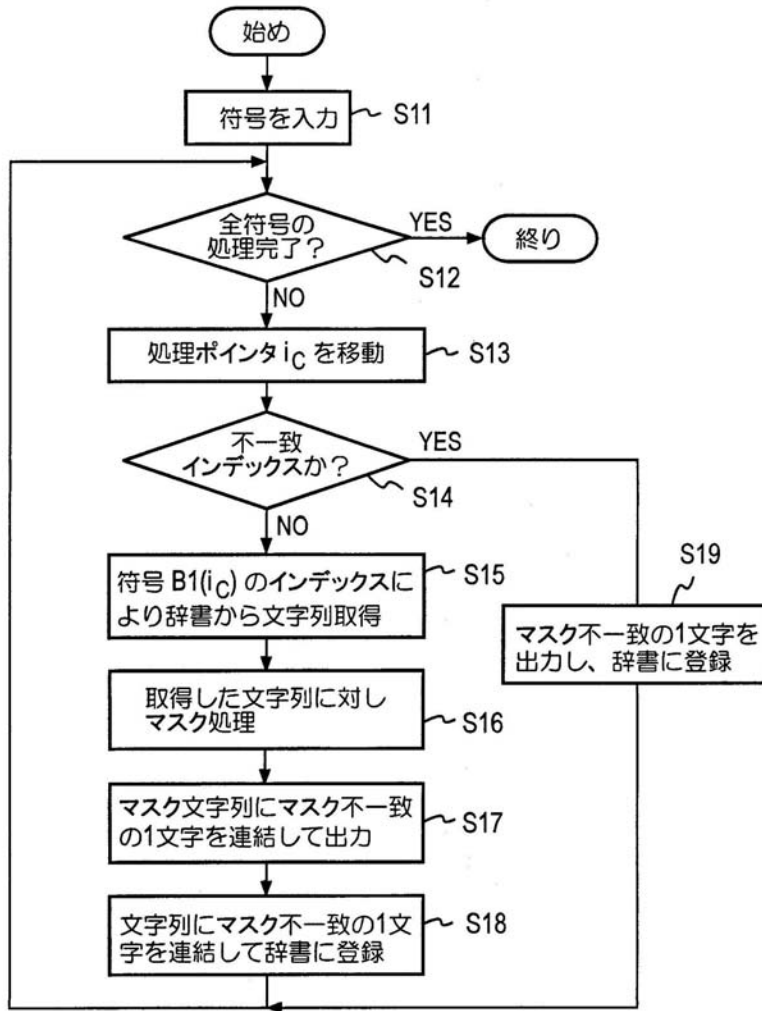 始め
符号を入力
S11
全符号の
処理完了？
YES
終り
S12
NO
処理ポインタ iC を移動
S13
不一致
インデックスか？
YES
S14
NO
符号 B1(iC) のインデックスに
より辞書から文字列取得
S15
S19
マスク不一致の1文字を
出力し、辞書に登録
取得した文字列に対し
マスク処理
S16
マスク文字列にマスク不一致
の1文字を連結して出力
S17
文字列にマスク不一致の1文
字を連結して辞書に登録
S18